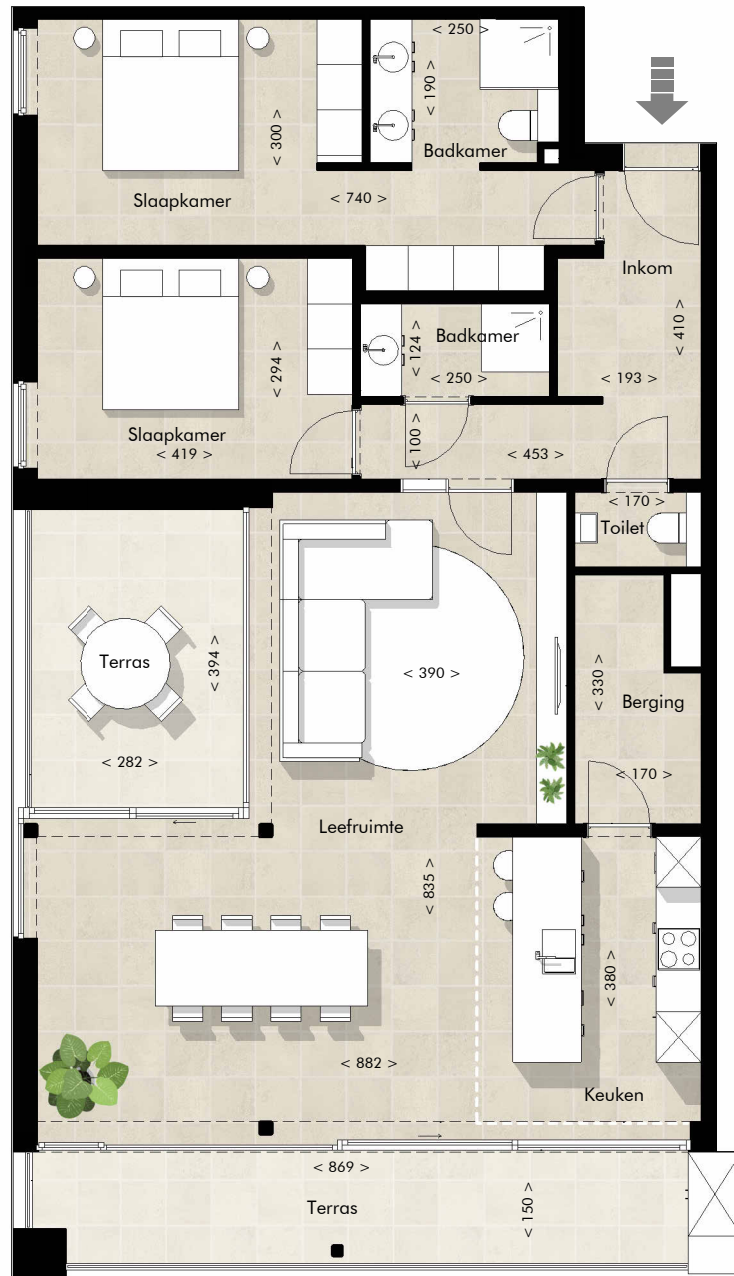 < 250 >
< 190 >
Badkamer
< 300 >
Slaapkamer
< 740 >
Inkom
< 410 >
Badkamer
< 124 >
< 250 >
< 294 >
< 193 >
Slaapkamer
< 419 >
< 100 >
< 453 >
< 170 >
Toilet
Terras
< 394 >
< 390 >
< 330 >
Berging
< 282 >
< 170 >
Leefruimte
< 835 >
< 380 >
< 882 >
Keuken
< 869 >
Terras
< 150 >